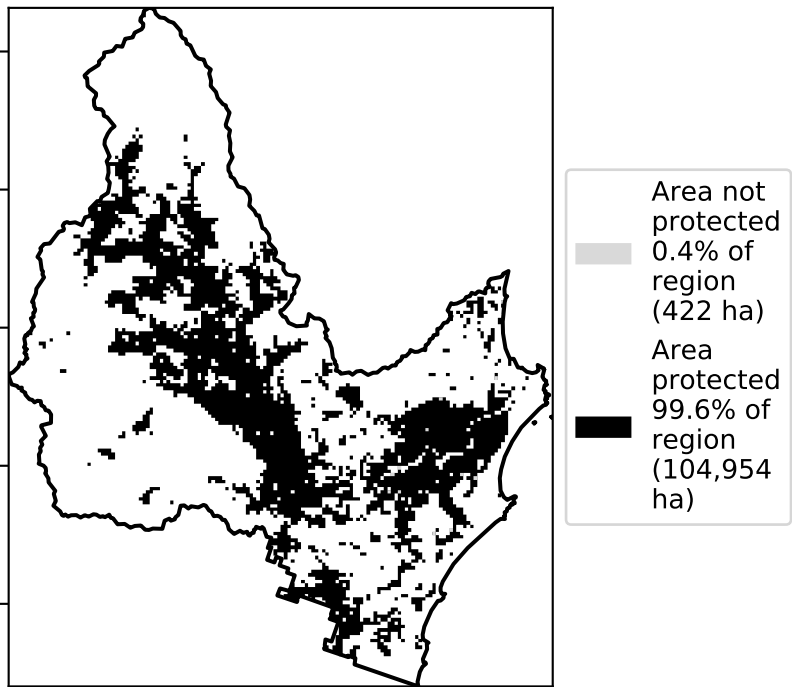 Area not
protected
0.4% of
region
(422 ha)
Area
protected
99.6% of
region
(104,954
ha)